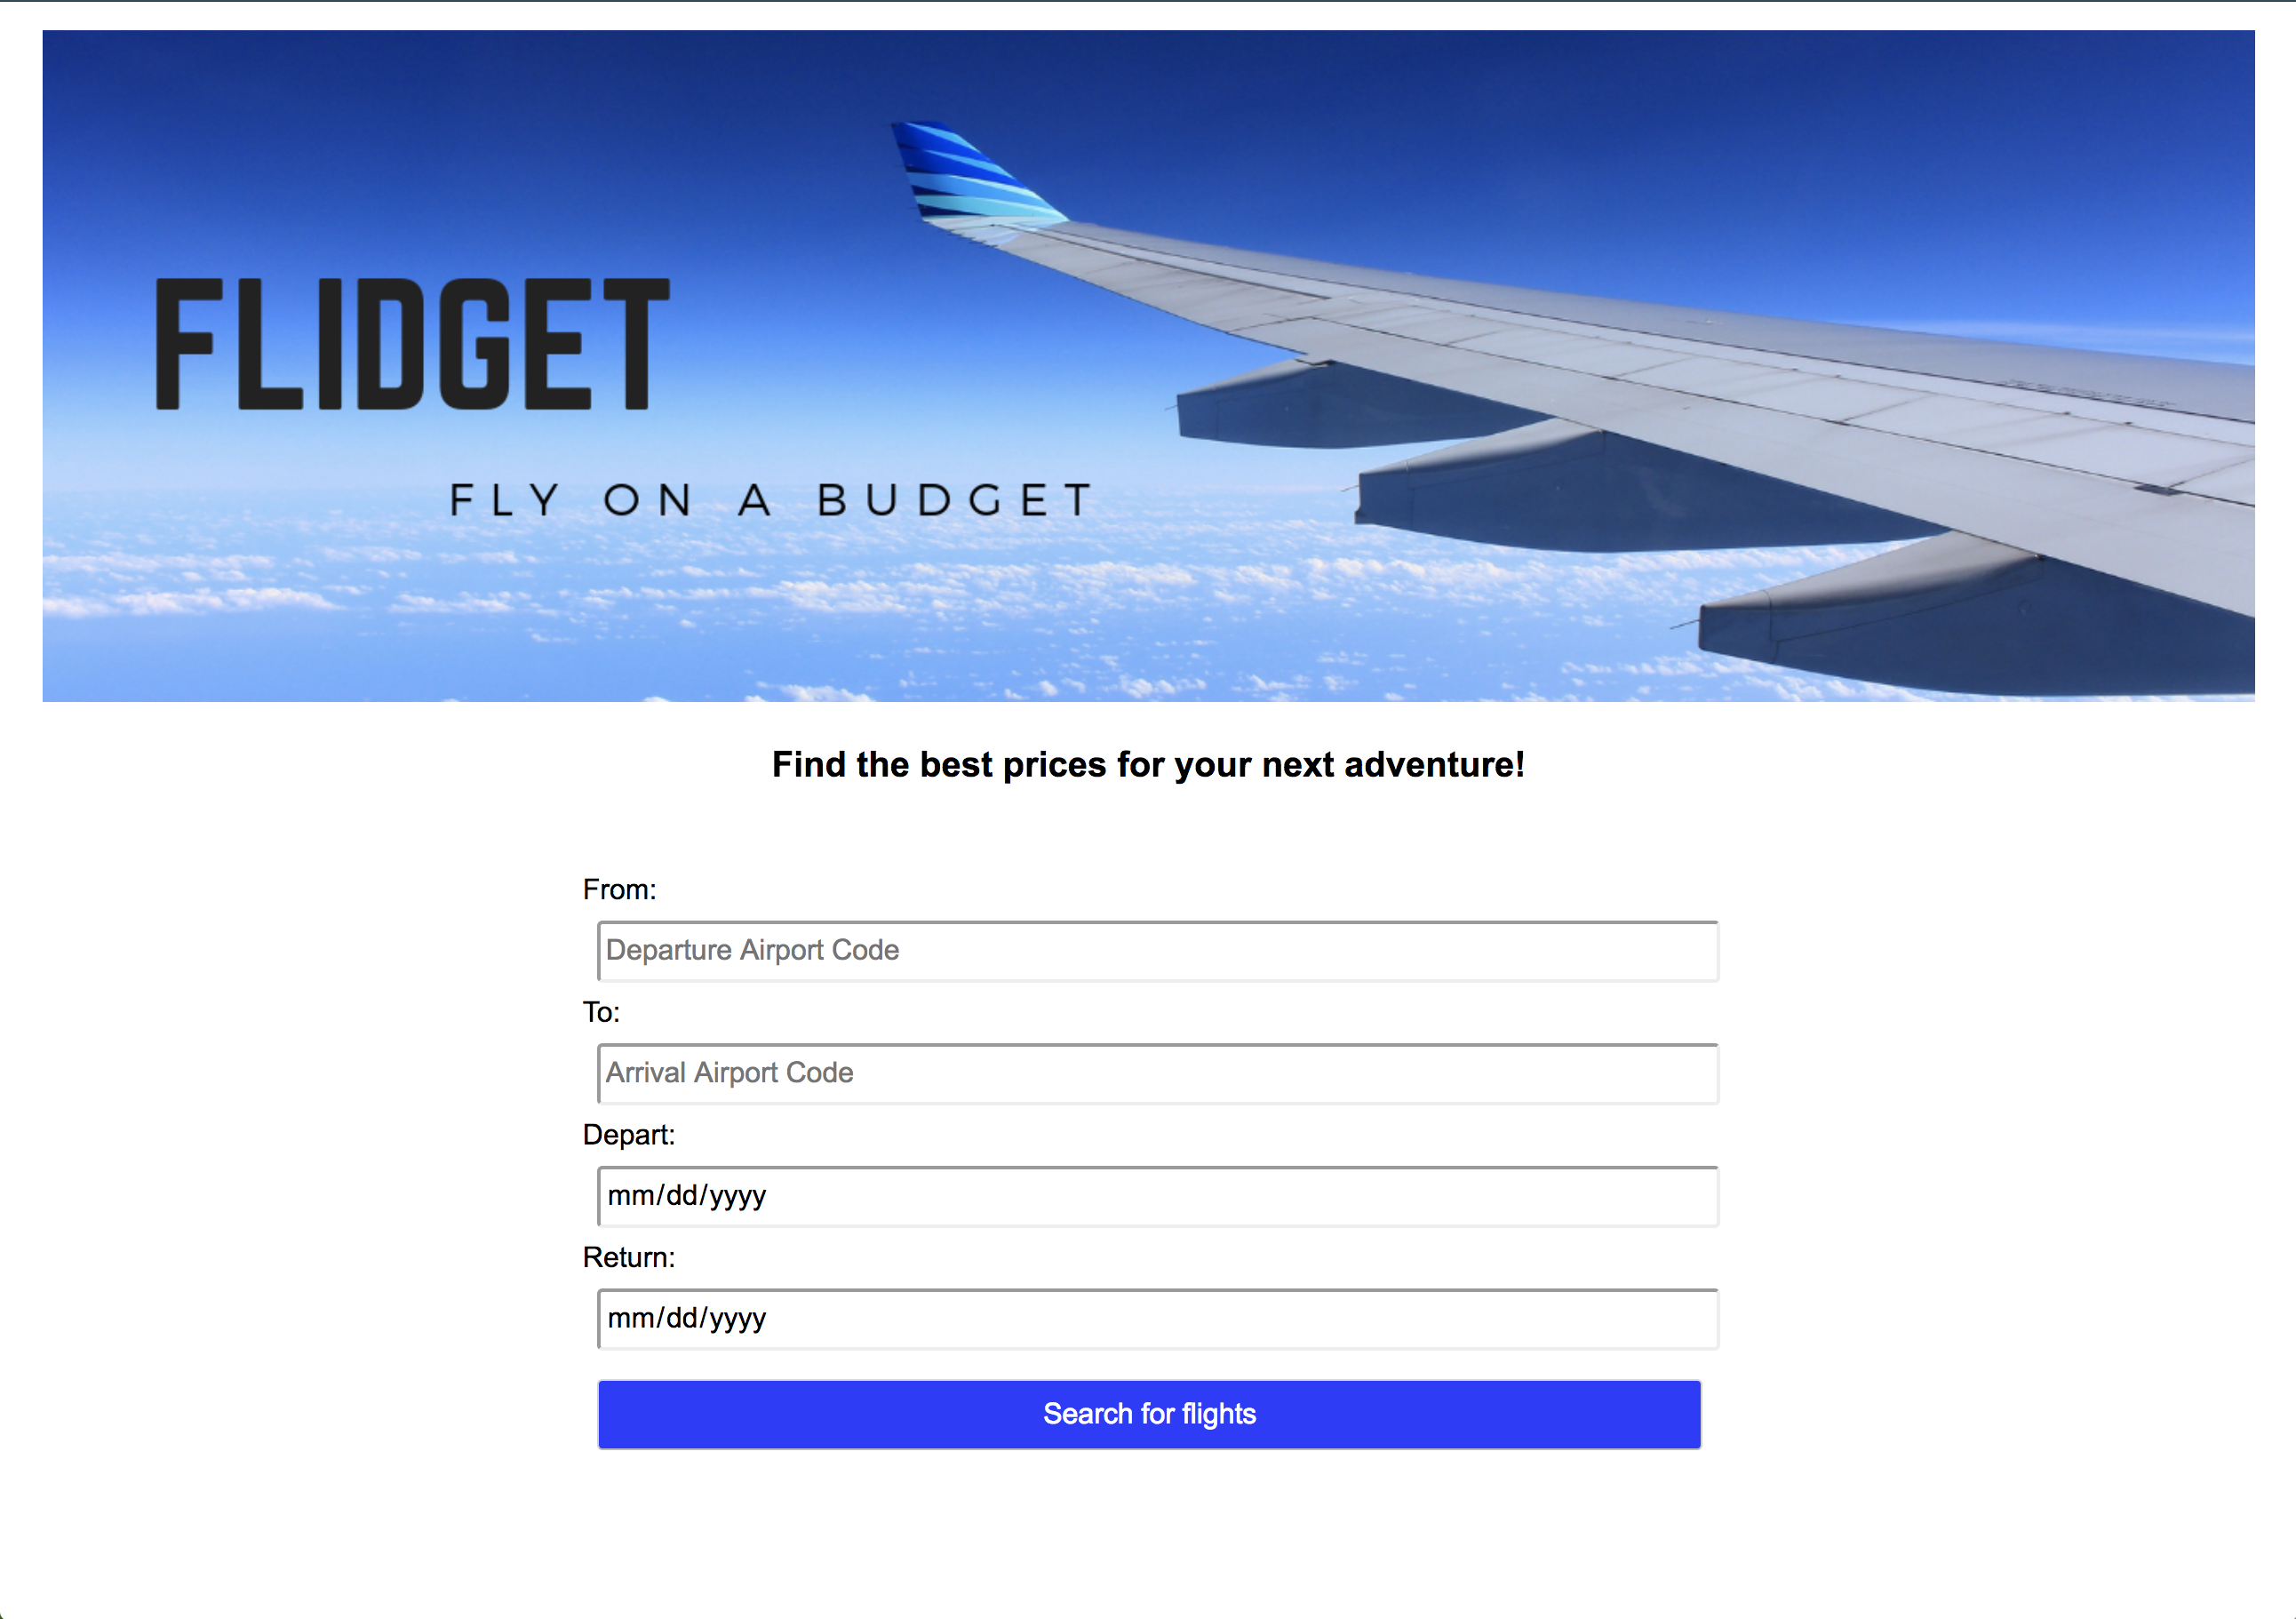 FLIDGET
FLY ON A BUDGET
Find the best prices for your next adventure!
From:
Departure Airport Code
To:
Arrival Airport Code
Depart:
mm/dd/yyyy
Return:
mm/dd/yyyy
Search for flights